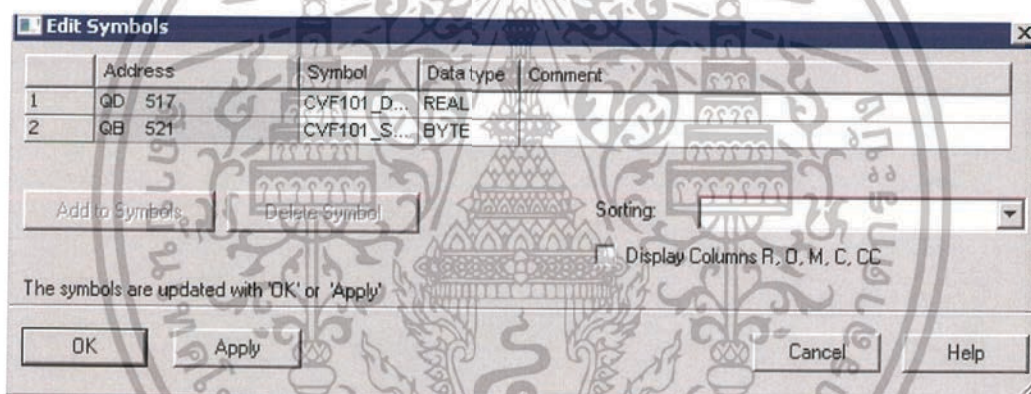 Edit Symbols
Address Symbol Data type Comment
1 QD 517 CVF101_D... REAL
2 QB 521 CVF101_S... BYTE
Add to Symbols Delete Symbol Sorting:
Display Columns R, O, M, C, CC
The symbols are updated with 'OK' or 'Apply'
OK Apply Cancel Help